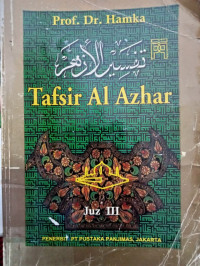 Prof. Dr. Hamka
تفسير الأزهر
Tafsir Al Azhar
Juz III
PENERBIT PT PUSTAKA PANJIMAS, JAKARTA